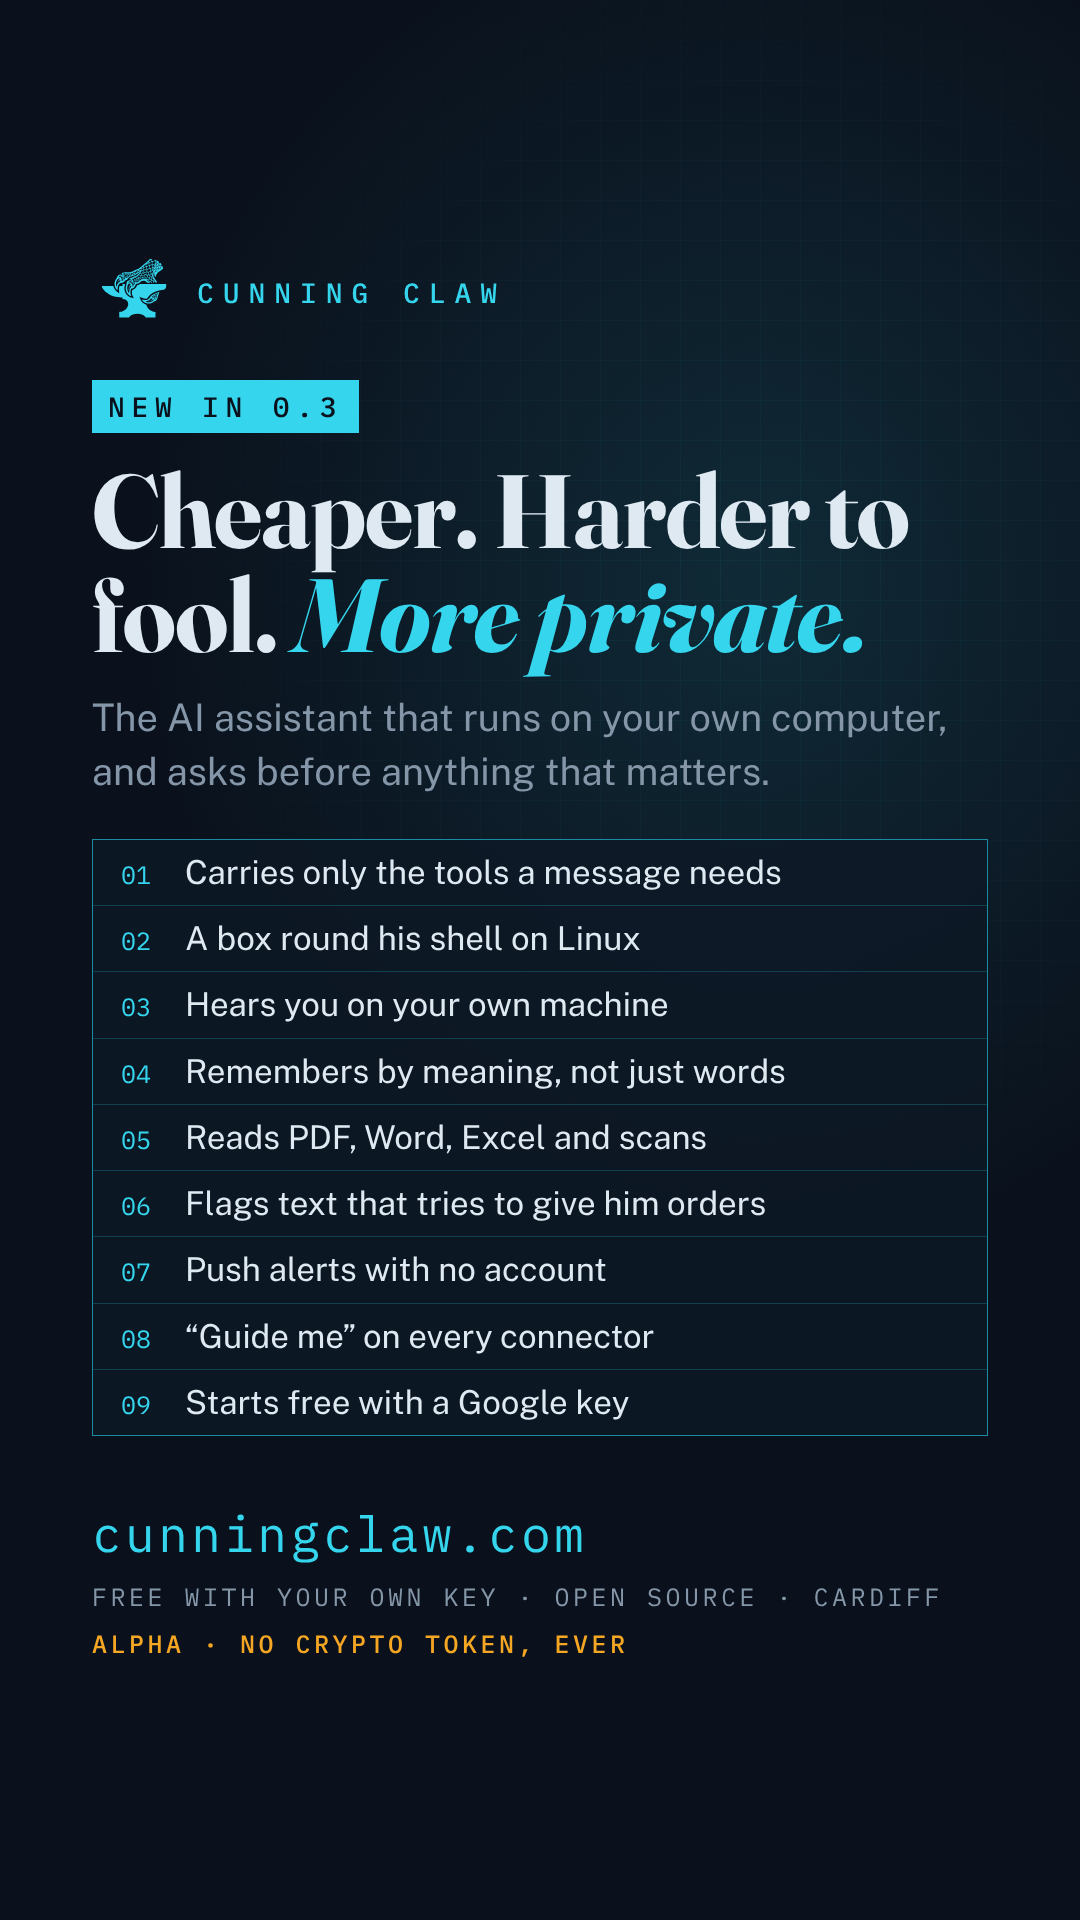 CUNNING CLAW
NEW IN 0.3
Cheaper. Harder to
fool. More private.
The AI assistant that runs on your own computer,
and asks before anything that matters.
01 Carries only the tools a message needs
02 A box round his shell on Linux
03 Hears you on your own machine
04 Remembers by meaning, not just words
05 Reads PDF, Word, Excel and scans
06 Flags text that tries to give him orders
07 Push alerts with no account
08 “Guide me” on every connector
09 Starts free with a Google key
cunningclaw.com
FREE WITH YOUR OWN KEY · OPEN SOURCE · CARDIFF
ALPHA · NO CRYPTO TOKEN, EVER